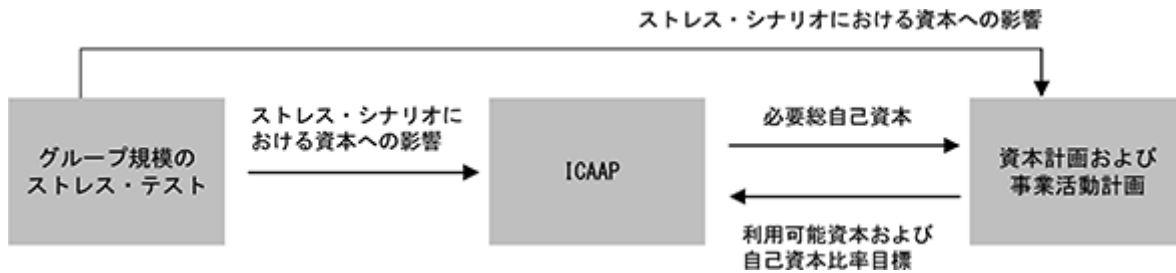 ストレス・シナリオにおける資本への影響
グループ規模の
ストレス・テスト
ストレス・シナリオに
おける資本への影響
ICAAP
必要総自己資本
利用可能資本および
自己資本比率目標
資本計画および
事業活動計画